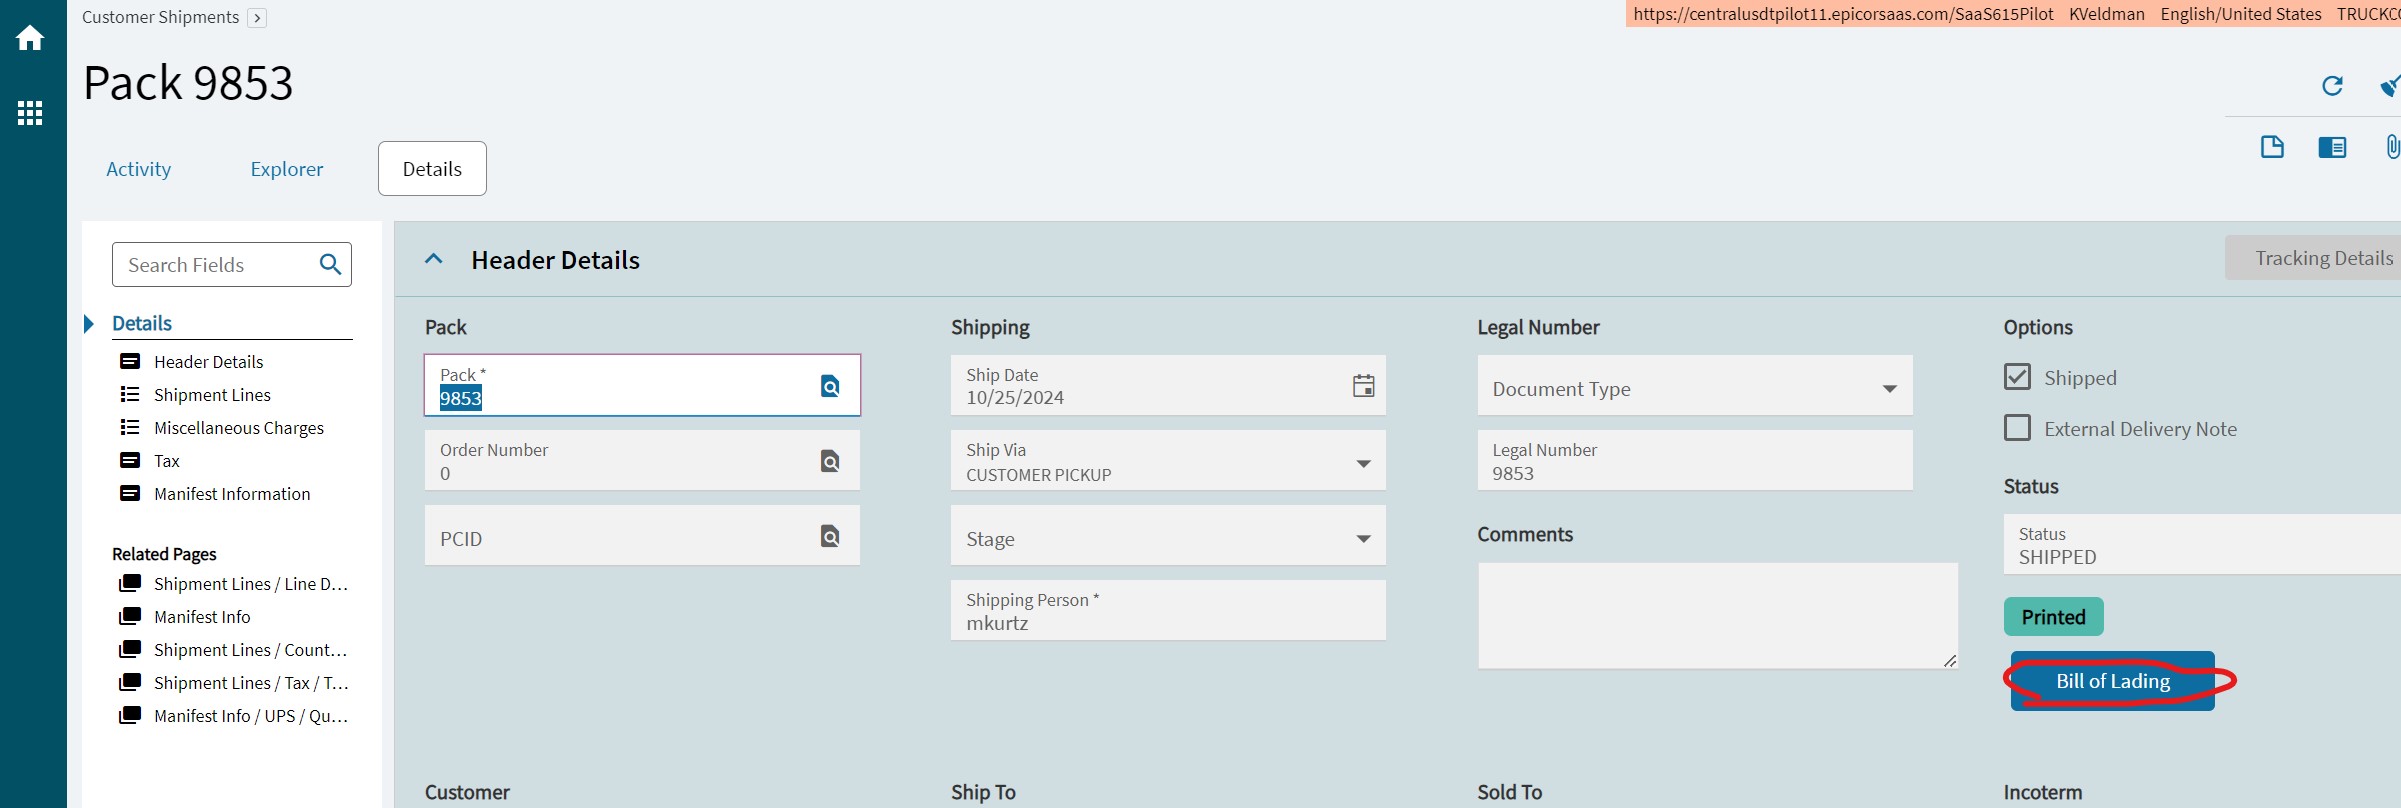 Customer Shipments
https://centralusdtpilot11.epicorsaas.com/SaaS615Pilot KVeldman English/United States
Pack 9853
Activity Explorer Details
Search Fields
Details
Header Details
Shipment Lines
Miscellaneous Charges
Tax
Manifest Information
Related Pages
Shipment Lines / Line D...
Manifest Info
Shipment Lines / Count...
Shipment Lines / Tax / T...
Manifest Info / UPS / Qu...
Header Details
Tracking Details
Pack
Pack *
9853
Order Number
0
PCID
Shipping
Ship Date
10/25/2024
Ship Via
CUSTOMER PICKUP
Stage
Shipping Person *
mkurtz
Legal Number
Document Type
Legal Number
9853
Comments
Options
Shipped
External Delivery Note
Status
Status
SHIPPED
Printed
Bill of Lading
Customer
Ship To
Sold To
Incoterm